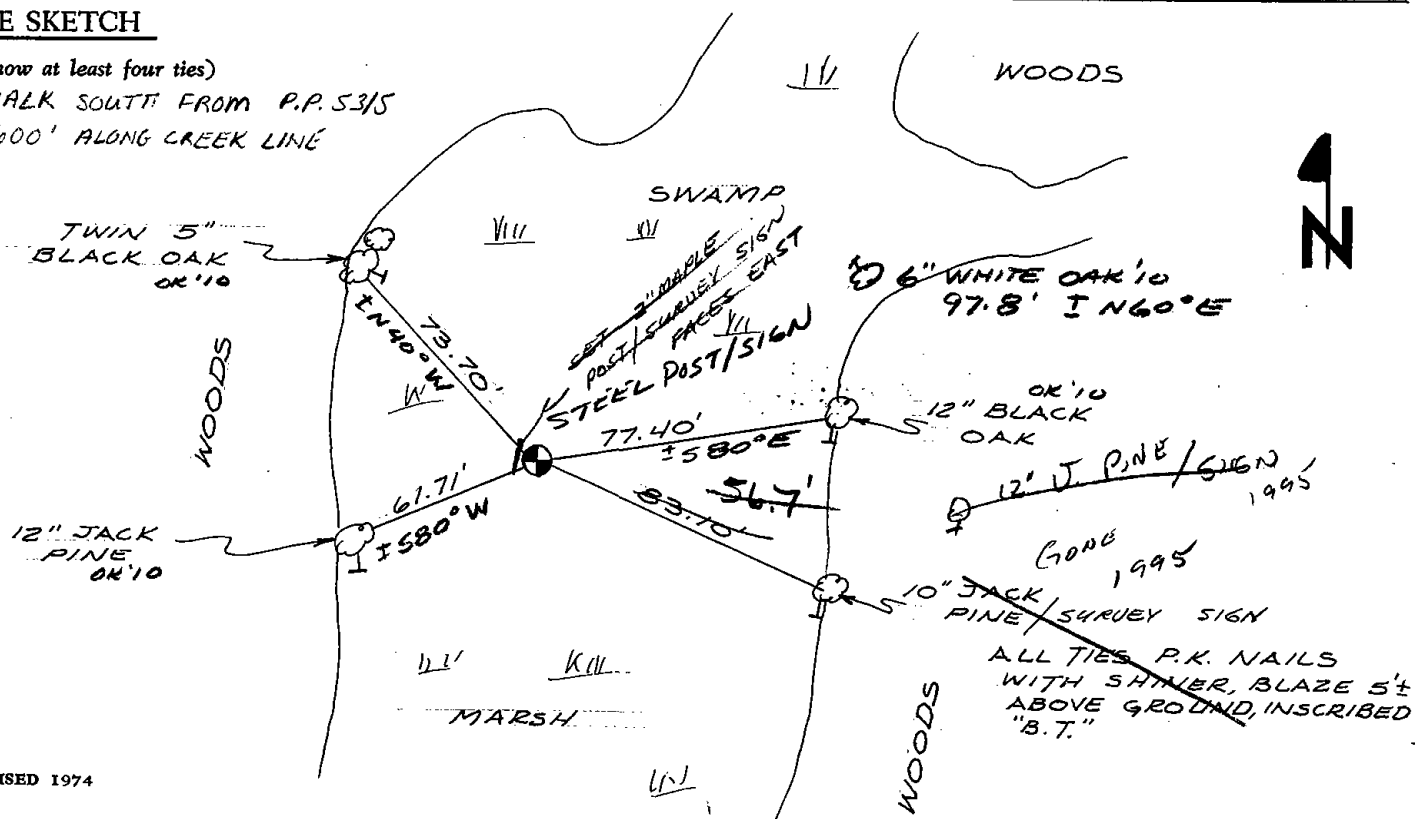 E SKETCH
now at least four ties)
ALK SOUTH FROM P.P. 53/5
600' ALONG CREEK LINE
WOODS
N
SWAMP
TWIN 5"
BLACK OAK
OK '10
SET 2" MAPLE
POST/SURVEY SIGN
FACES EAST
STEEL POST/SIGN
6" WHITE OAK '10
97.8' ± N60°E
73.70'
± N40°W
WOODS
77.40'
± S80°E
OK '10
12" BLACK
OAK
61.71'
± S80°W
83.10'
56.7'
12' J. PINE/SIGN
1995
12" JACK
PINE
OK '10
GONE
1995
10" JACK
PINE/SURVEY SIGN
ALL TIES P.K. NAILS
WITH SHINER, BLAZE 5'±
ABOVE GROUND, INSCRIBED
"B.T."
MARSH
WOODS
ISED 1974